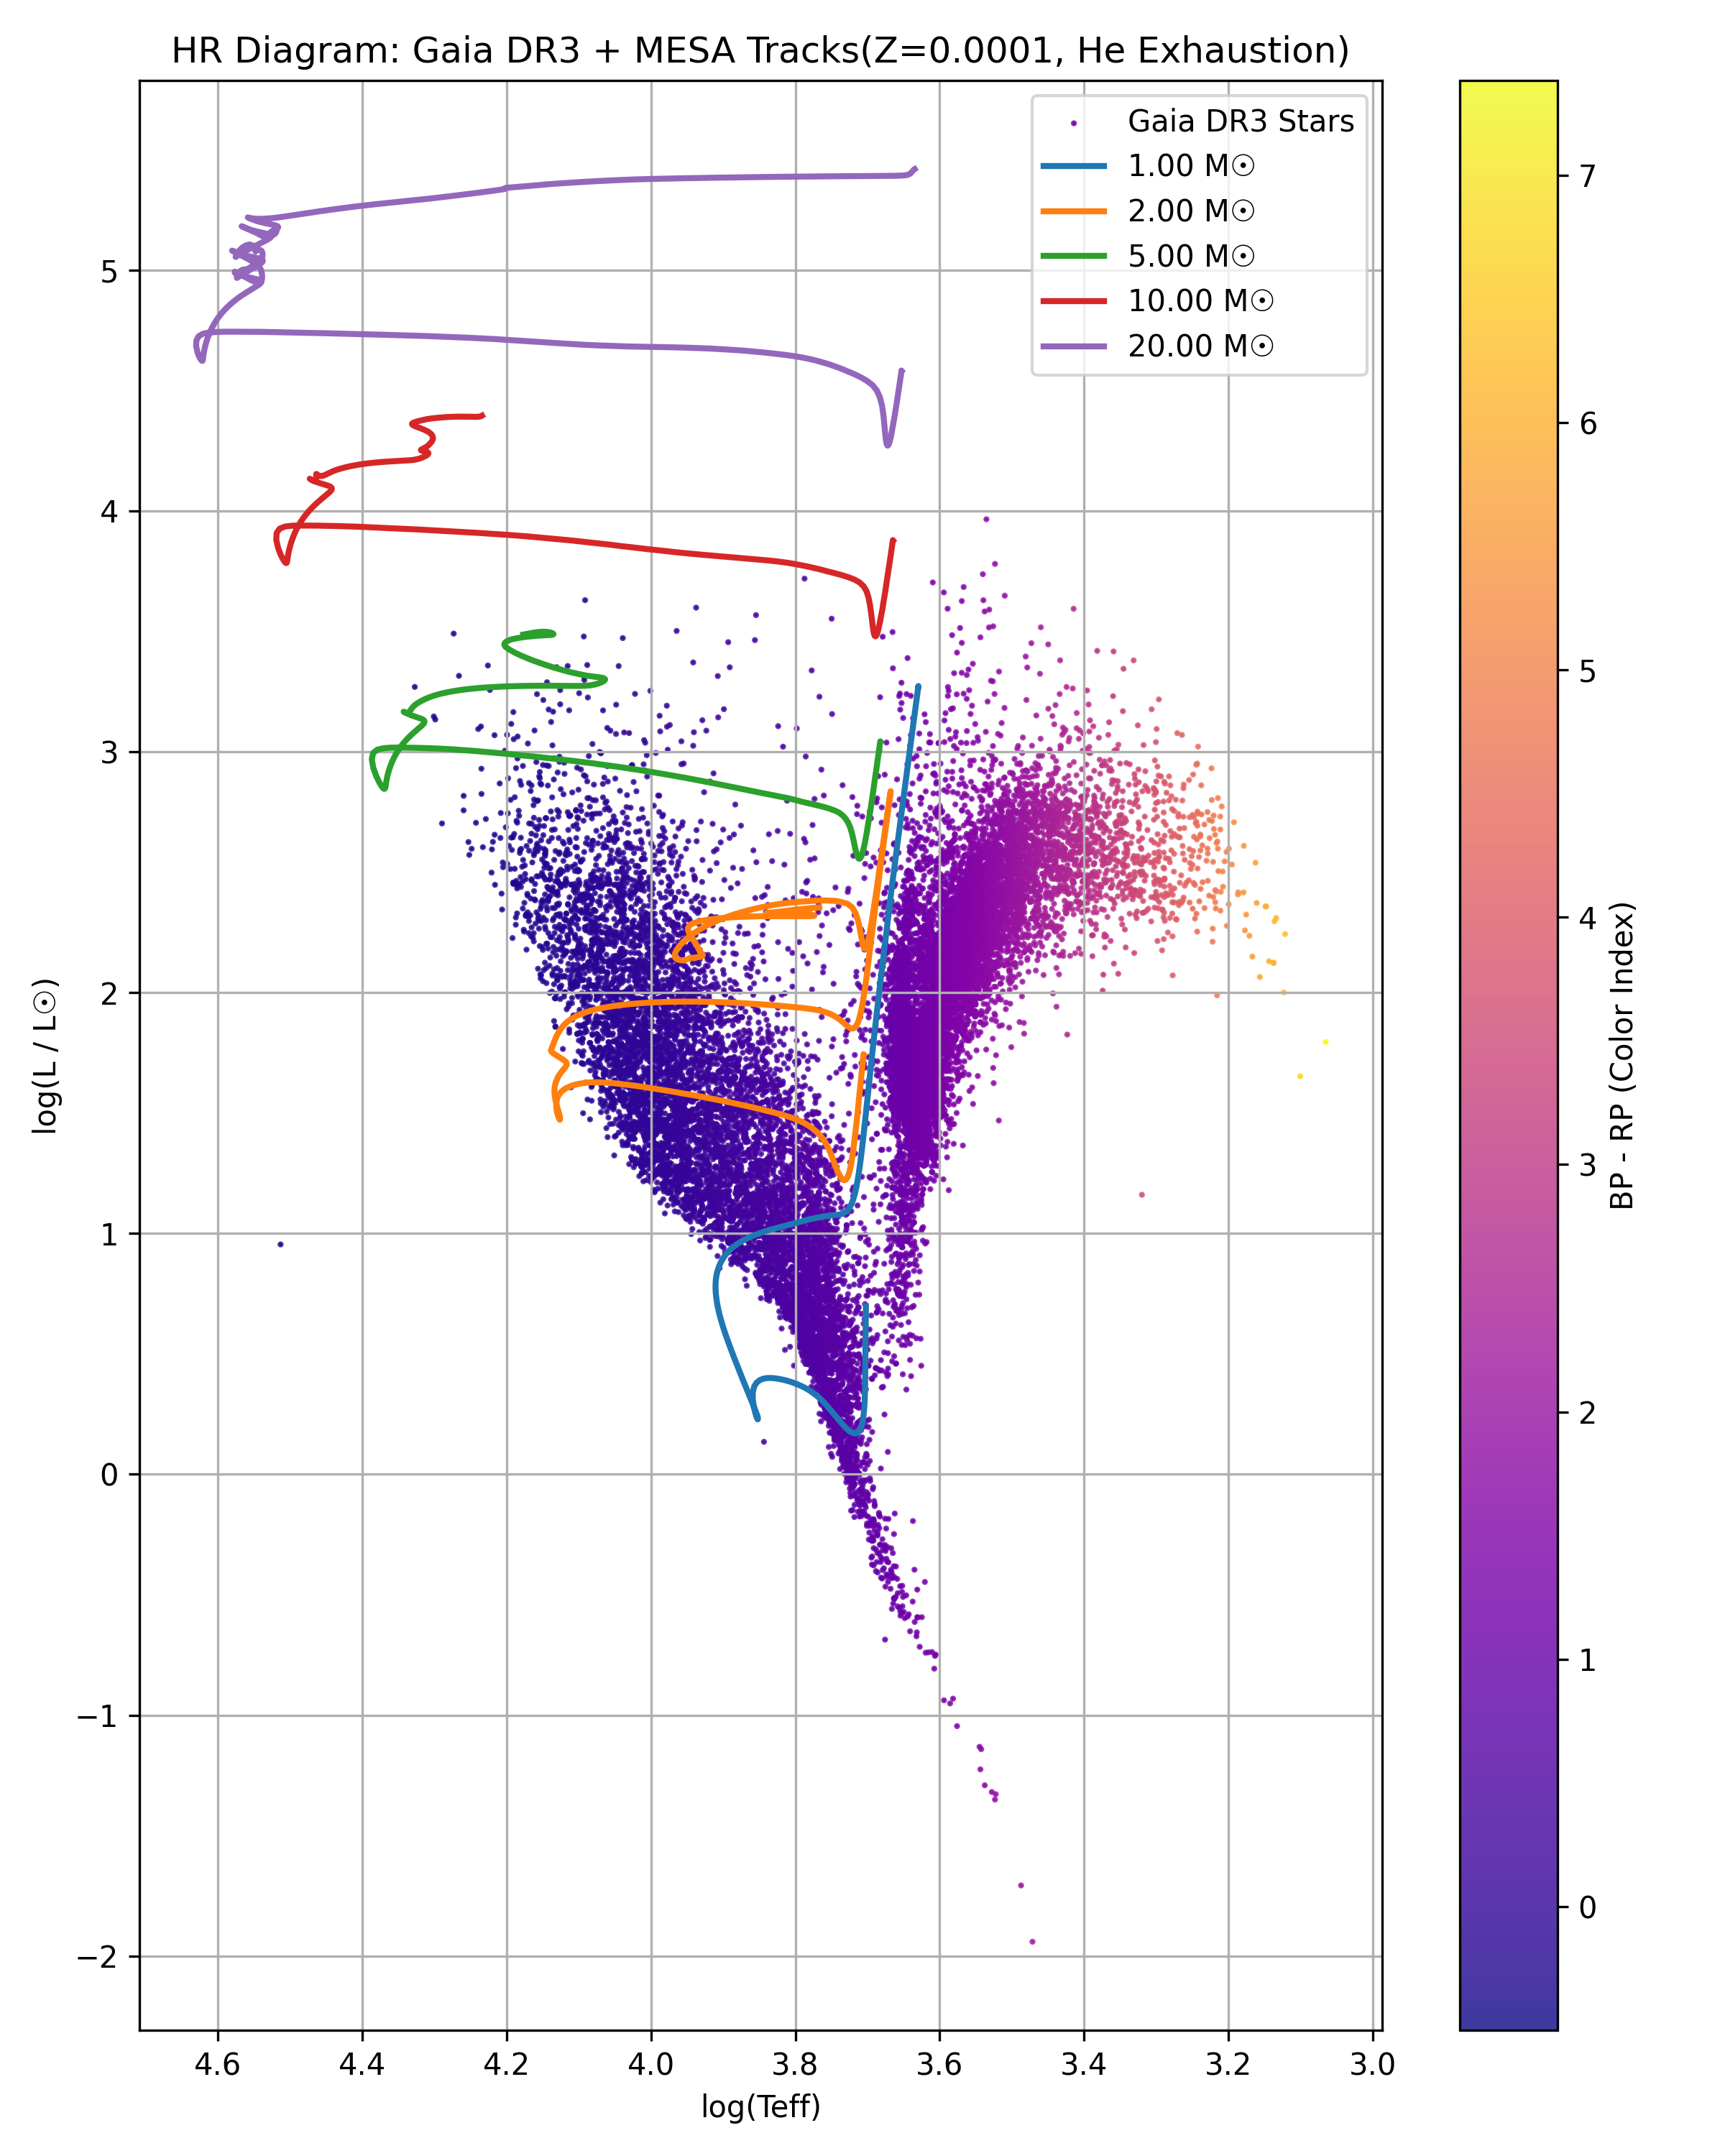 HR Diagram: Gaia DR3 + MESA Tracks(Z=0.0001, He Exhaustion)
Gaia DR3 Stars
1.00 M☉
2.00 M☉
5.00 M☉
10.00 M☉
20.00 M☉
log(L / L☉)
5
4
3
2
1
0
−1
−2
4.6
4.4
4.2
4.0
3.8
3.6
3.4
3.2
3.0
log(Teff)
7
6
5
4
3
2
1
0
BP - RP (Color Index)